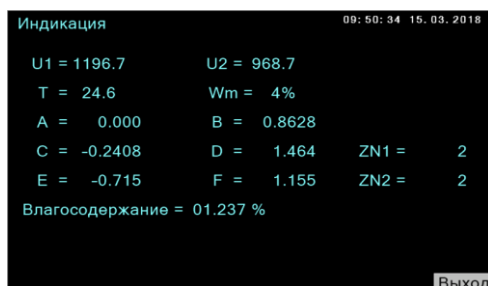 Индикация 09:50:34 15.03.2018
U1 = 1196.7 U2 = 968.7
T = 24.6 Wm = 4%
A = 0.000 B = 0.8628
C = -0.2408 D = 1.464 ZN1 = 2
E = -0.715 F = 1.155 ZN2 = 2
Влагосодержание = 01.237 %
Выход